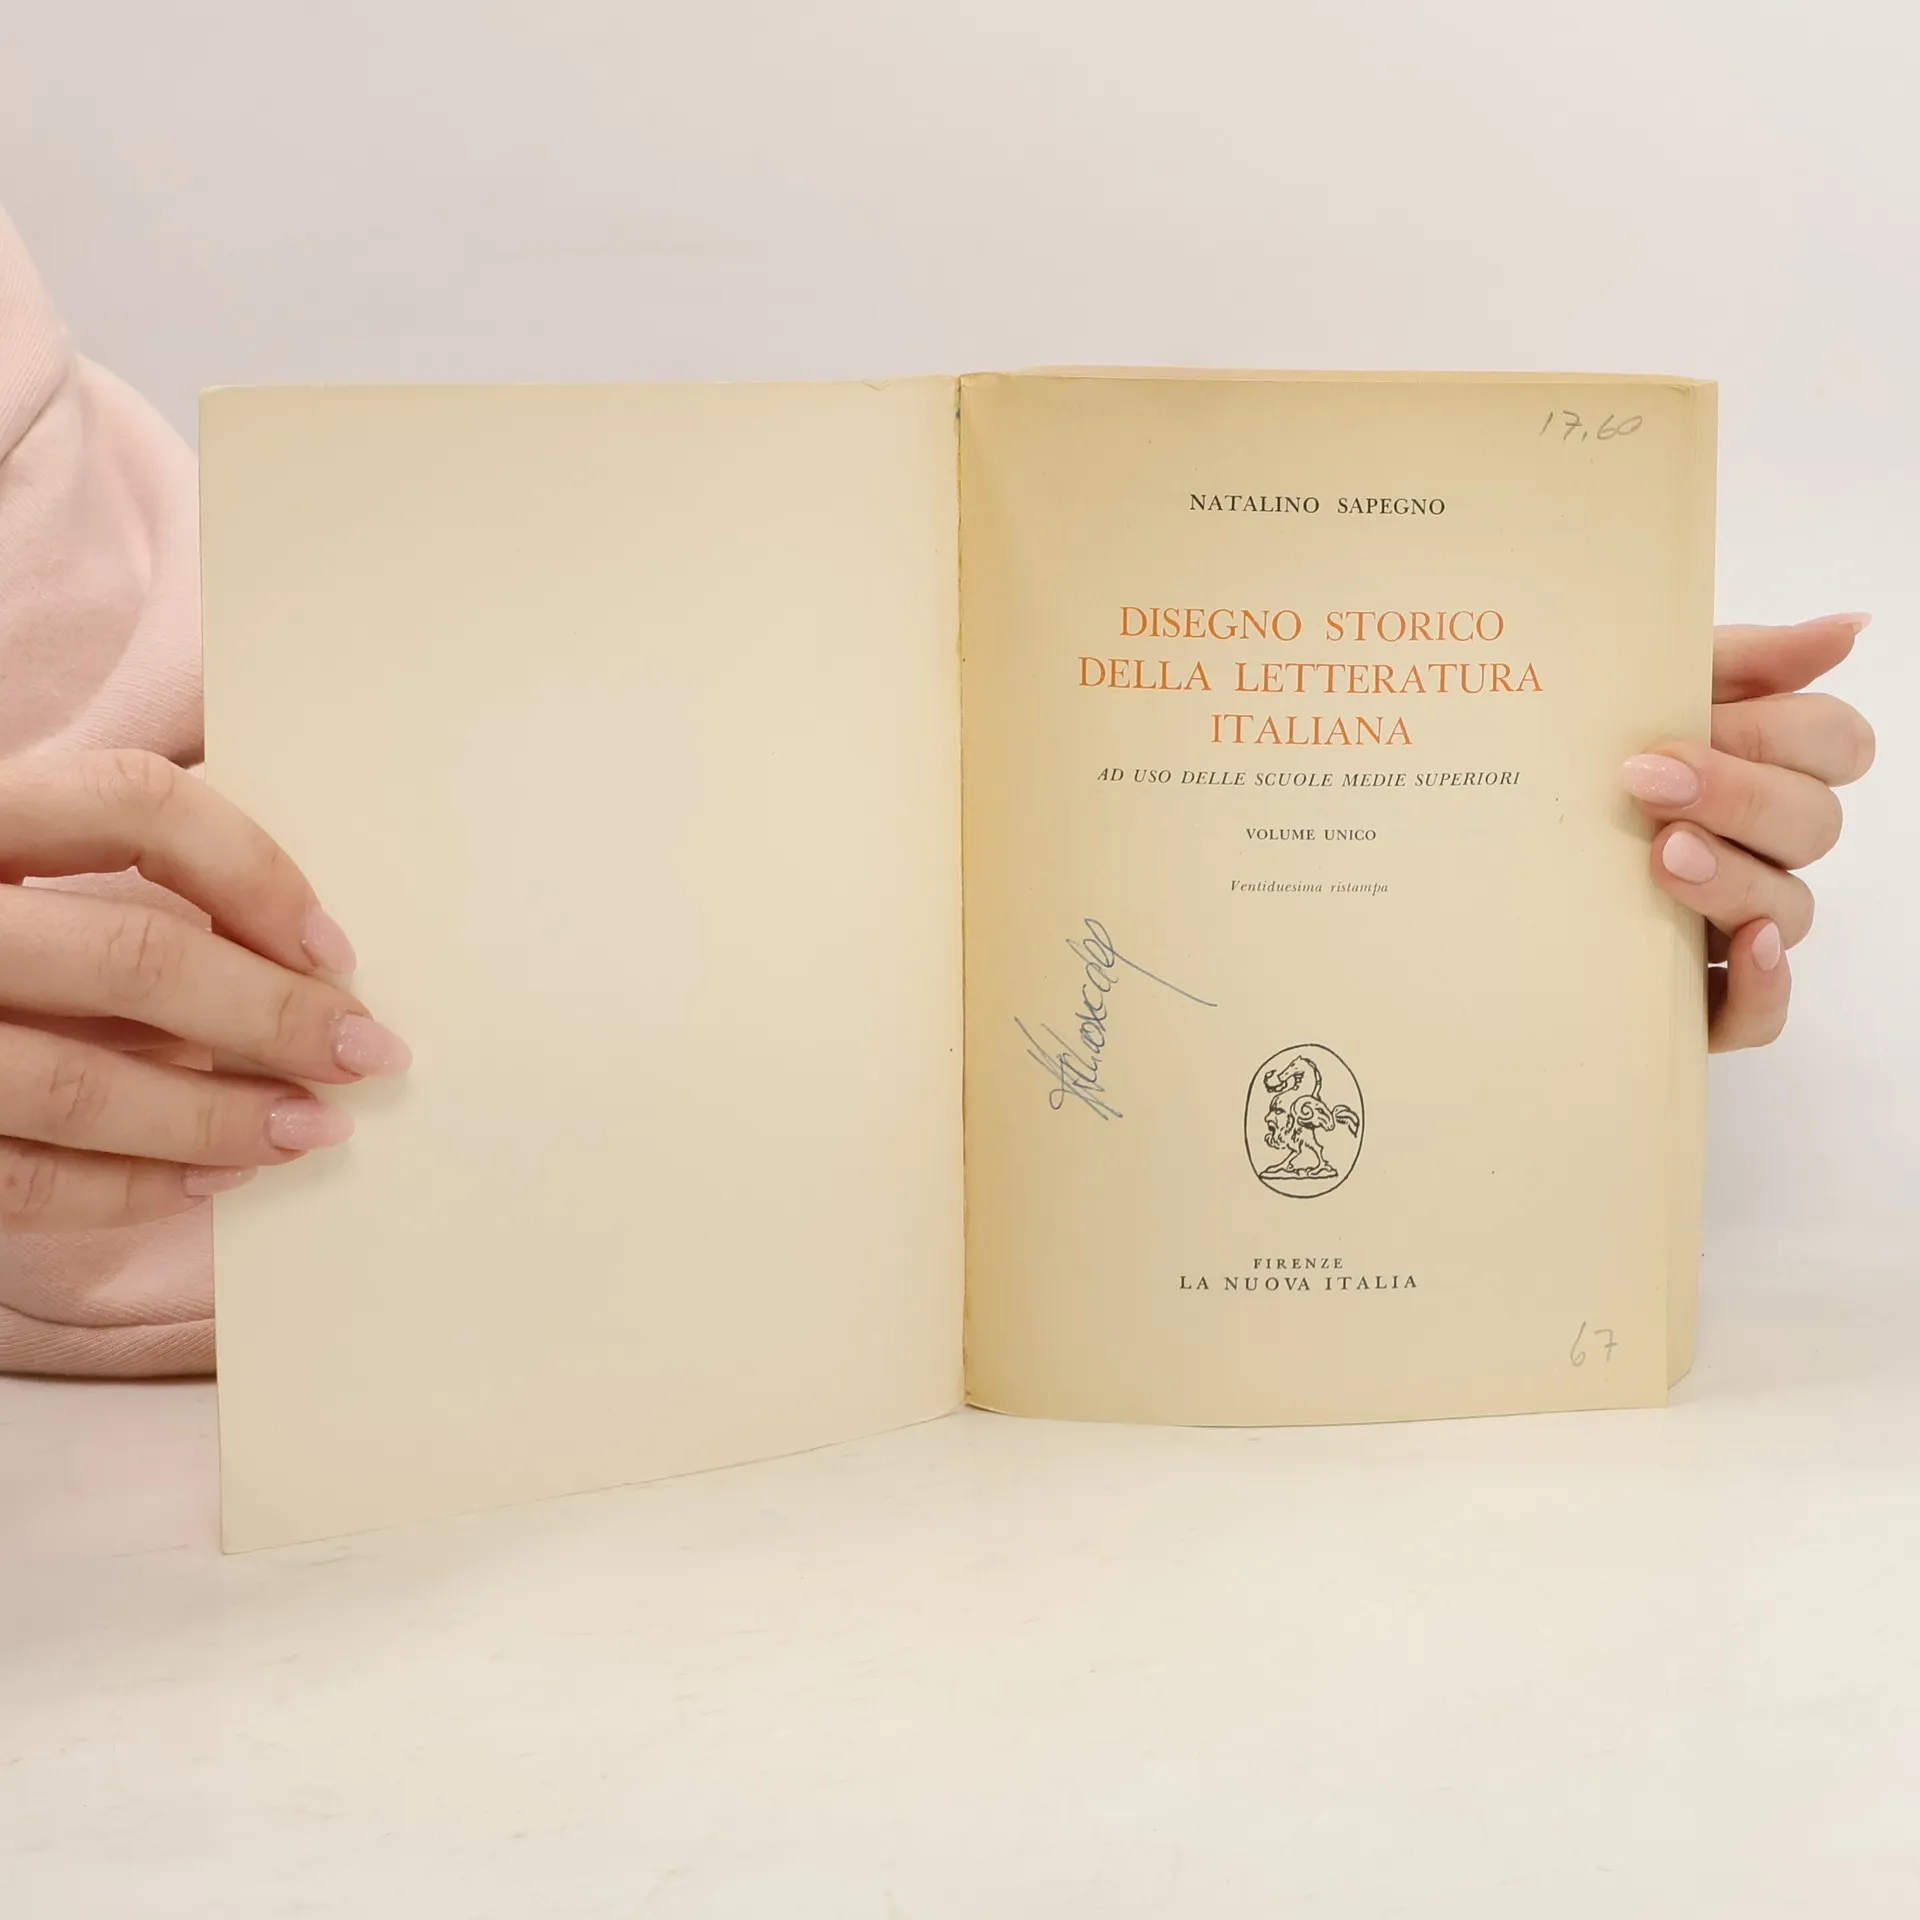 17.60
NATALINO SAPEGNO
DISEGNO STORICO
DELLA LETTERATURA
ITALIANA
AD USO DELLE SCUOLE MEDIE SUPERIORI
VOLUME UNICO
Ventiduesima ristampa
FIRENZE
LA NUOVA ITALIA
67